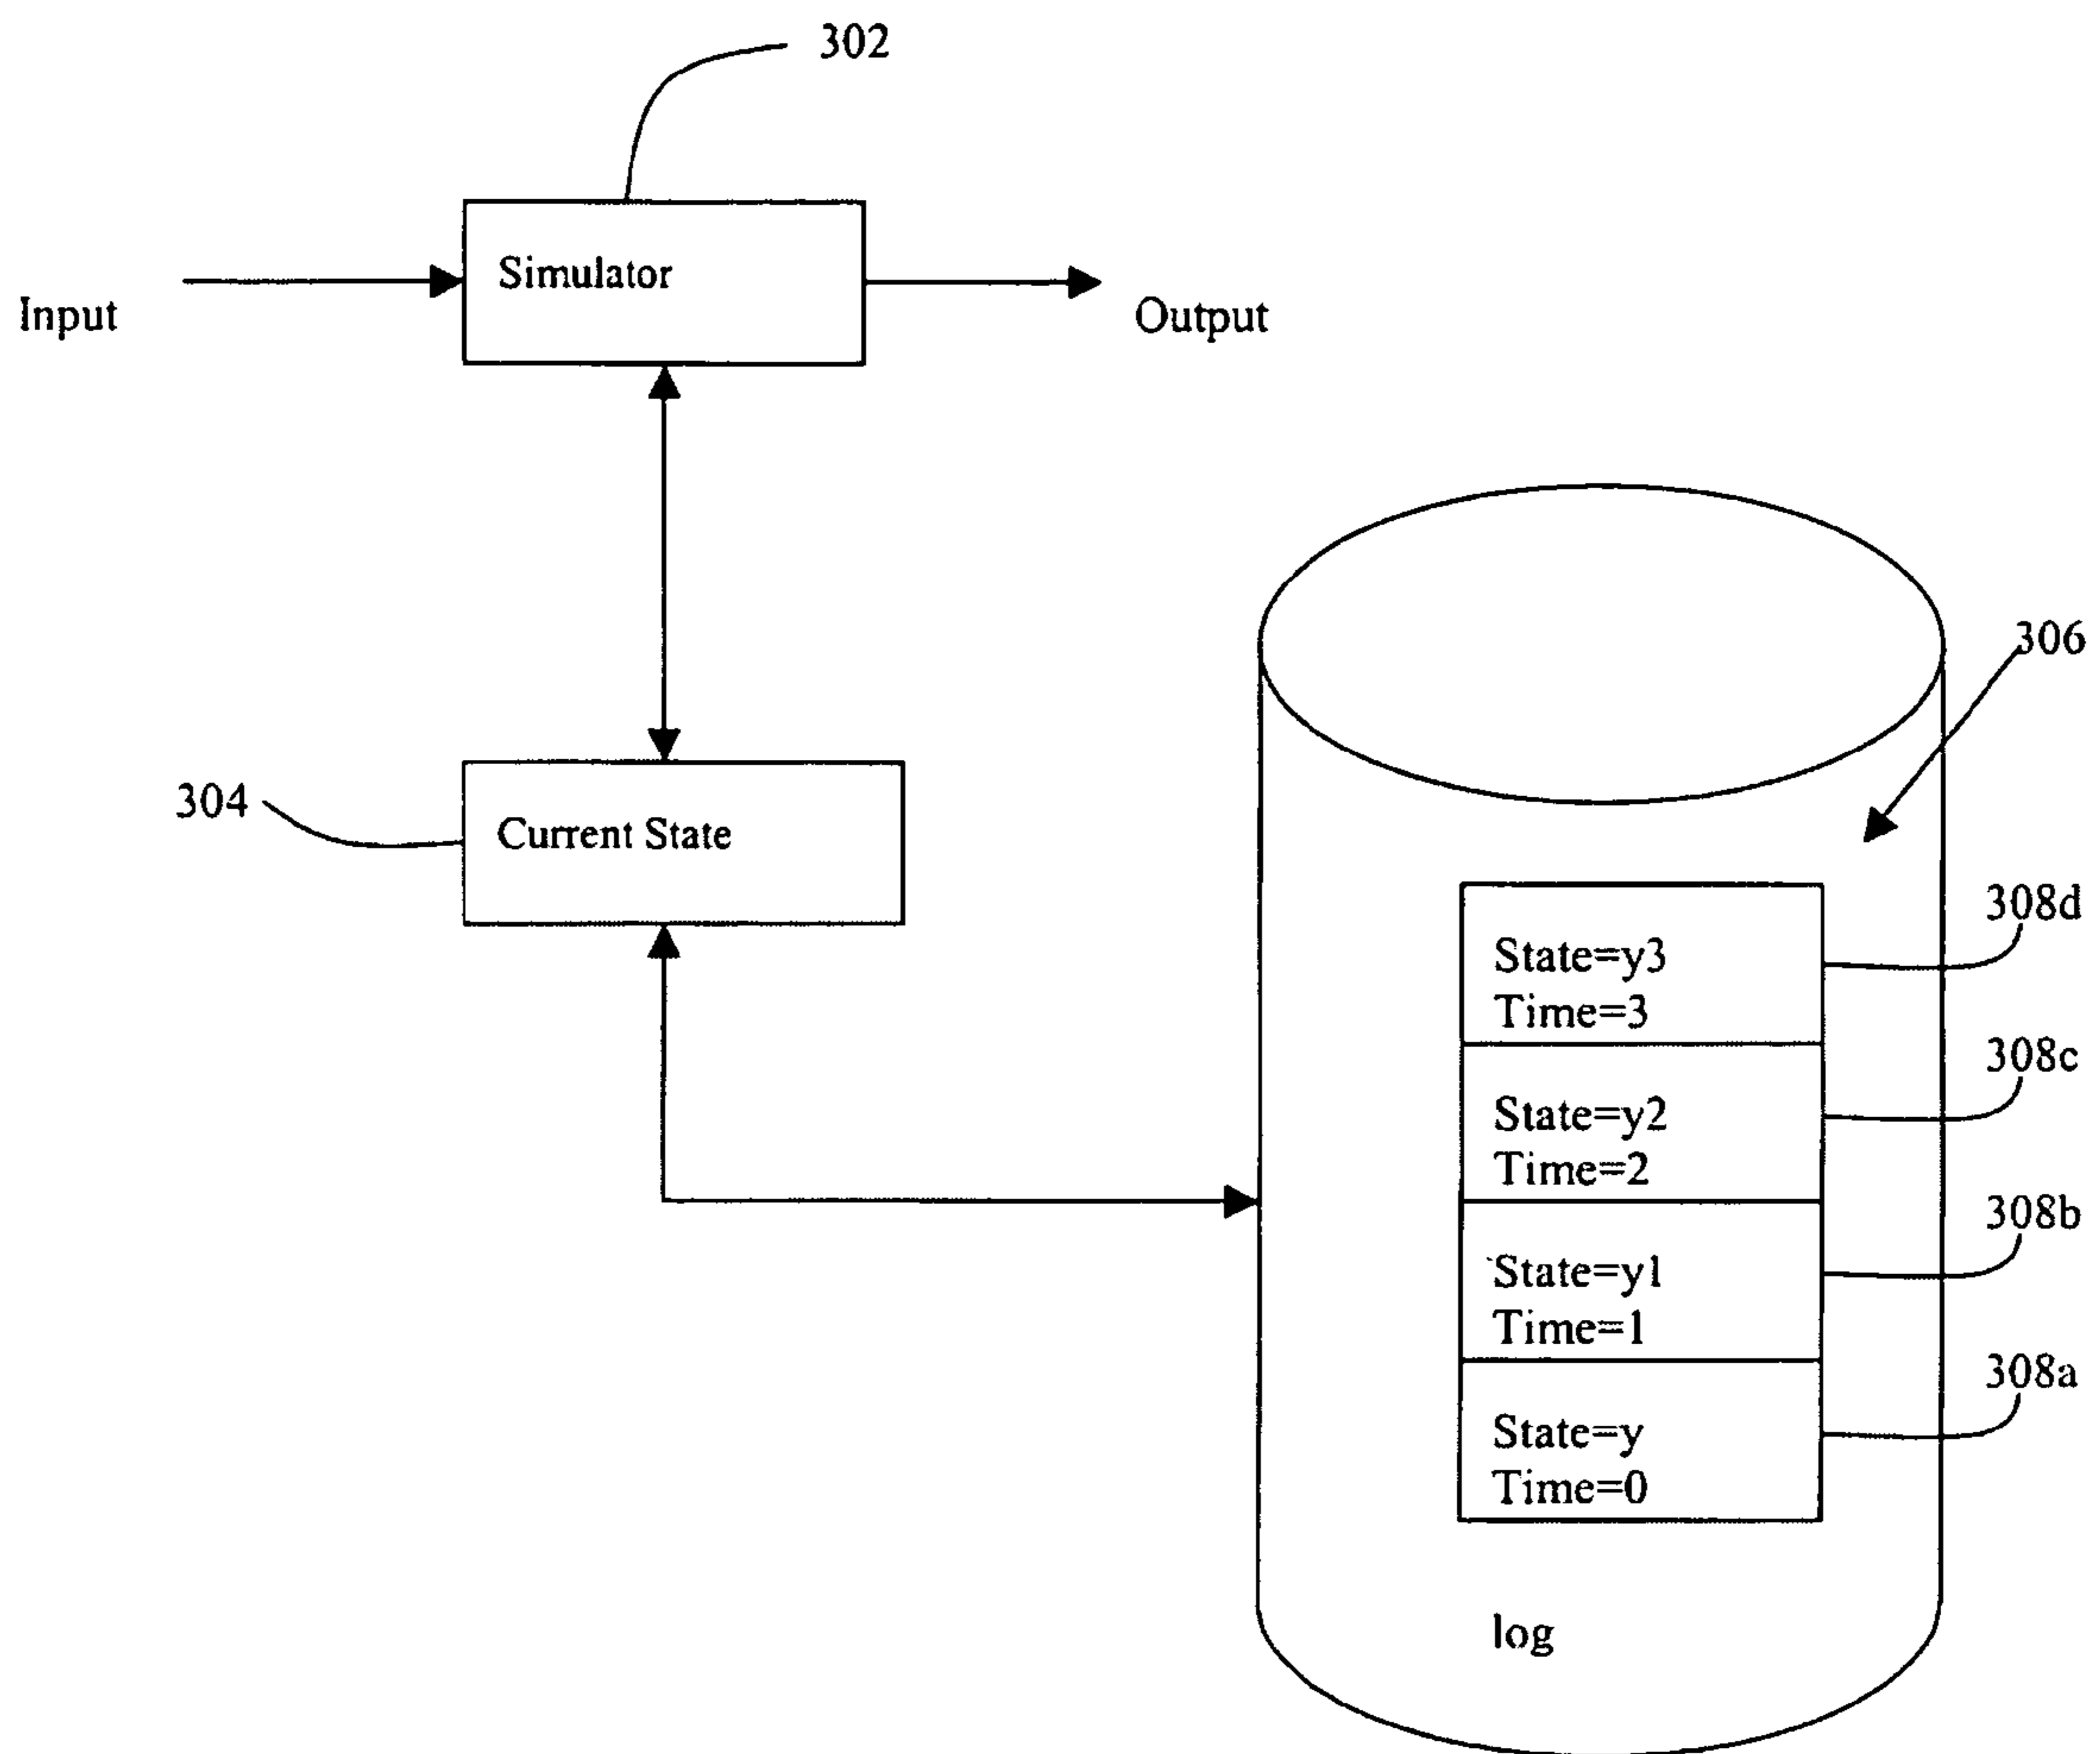 302
Simulator
Input
Output
306
304
Current State
308d
State=y3
Time=3
308c
State=y2
Time=2
308b
State=y1
Time=1
308a
State=y
Time=0
log